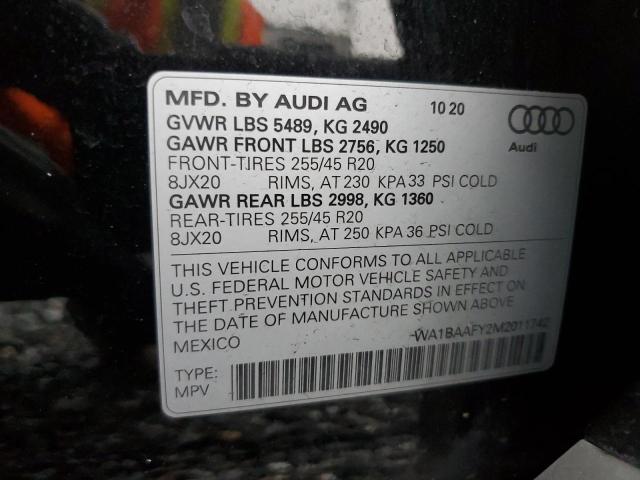 MFD. BY AUDI AG 10 20
GVWR LBS 5489, KG 2490
GAWR FRONT LBS 2756, KG 1250
Audi
FRONT-TIRES 255/45 R20
8JX20 RIMS, AT 230 KPA 33 PSI COLD
GAWR REAR LBS 2998, KG 1360
REAR-TIRES 255/45 R20
8JX20 RIMS, AT 250 KPA 36 PSI COLD
THIS VEHICLE CONFORMS TO ALL APPLICABLE
U.S. FEDERAL MOTOR VEHICLE SAFETY AND
THEFT PREVENTION STANDARDS IN EFFECT ON
THE DATE OF MANUFACTURE SHOWN ABOVE
MEXICO WA1BAAFY2M2011742
TYPE:
MPV